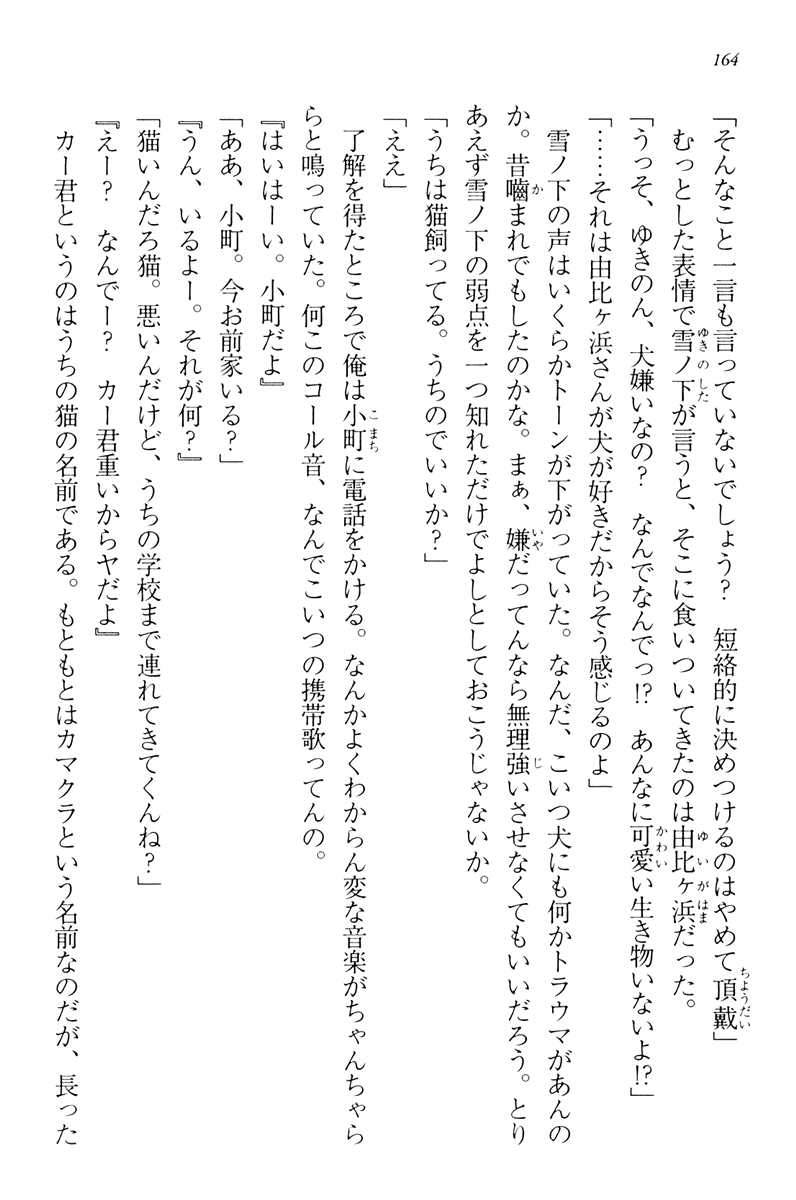 164
「そんなこと一言も言っていないでしょう？　短絡的に決めつけるのはやめて頂戴」
むっとした表情で雪ノ下が言うと、そこに食いついてきたのは由比ヶ浜だった。
「うっそ、ゆきのん、犬嫌いなの？　なんでなんでっ!?　あんなに可愛い生き物いないよ!?」
「……それは由比ヶ浜さんが犬が好きだからそう感じるのよ」
雪ノ下の声はいくらかトーンが下がっていた。なんだ、こいつ犬にも何かトラウマがあんの
か。昔嚙まれでもしたのかな。まぁ、嫌だってんなら無理強いさせなくてもいいだろう。とり
あえず雪ノ下の弱点を一つ知れただけでよしとしておこうじゃないか。
「うちは猫飼ってる。うちのでいいか？」
「ええ」
了解を得たところで俺は小町に電話をかける。なんかよくわからん変な音楽がちゃんちゃら
らと鳴っていた。何このコール音、なんでこいつの携帯歌ってんの。
『はいはーい。小町だよ』
「ああ、小町。今お前家いる？」
『うん、いるよー。それが何？』
「猫いんだろ猫。悪いんだけど、うちの学校まで連れてきてくんね？」
『えー？　なんでー？　カー君重いからヤだよ』
カー君というのはうちの猫の名前である。もともとはカマクラという名前なのだが、長った